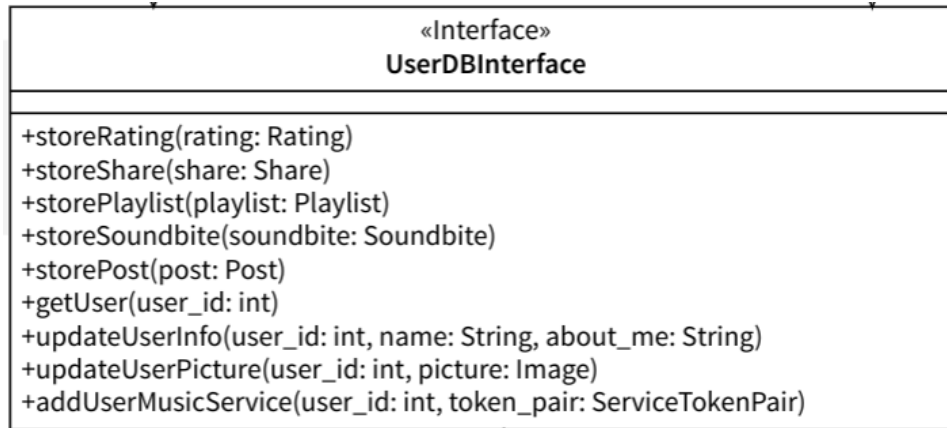 «Interface»
UserDBInterface
+storeRating(rating: Rating)
+storeShare(share: Share)
+storePlaylist(playlist: Playlist)
+storeSoundbite(soundbite: Soundbite)
+storePost(post: Post)
+getUser(user_id: int)
+updateUserInfo(user_id: int, name: String, about_me: String)
+updateUserPicture(user_id: int, picture: Image)
+addUserMusicService(user_id: int, token_pair: ServiceTokenPair)